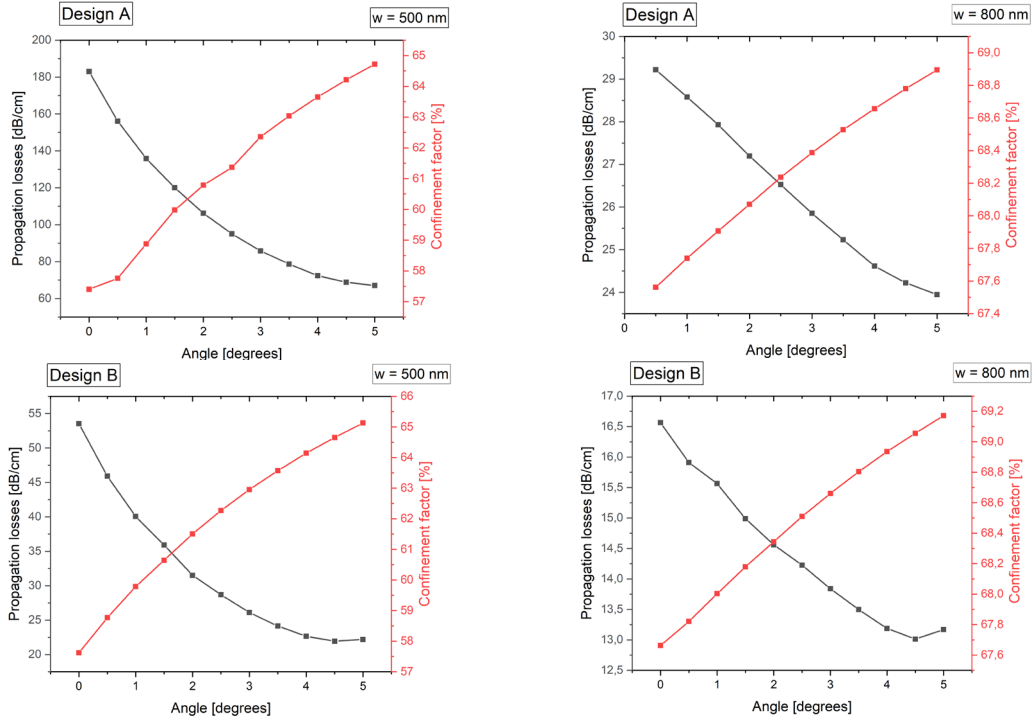 Design A
w = 500 nm
200
180
160
140
120
100
80
60
Propagation losses [dB/cm]
65
64
63
62
61
60
59
58
57
Confinement factor [%]
0 1 2 3 4 5
Angle [degrees]
Design A
w = 800 nm
30
29
28
27
26
25
24
Propagation losses [dB/cm]
69,0
68,8
68,6
68,4
68,2
68,0
67,8
67,6
67,4
Confinement factor [%]
0 1 2 3 4 5
Angle [degrees]
Design B
w = 500 nm
55
50
45
40
35
30
25
20
Propagation losses [dB/cm]
66
65
64
63
62
61
60
59
58
57
Confinement factor [%]
0 1 2 3 4 5
Angle [degrees]
Design B
w = 800 nm
17,0
16,5
16,0
15,5
15,0
14,5
14,0
13,5
13,0
12,5
Propagation losses [dB/cm]
69,2
69,0
68,8
68,6
68,4
68,2
68,0
67,8
67,6
Confinement factor [%]
0 1 2 3 4 5
Angle [degrees]